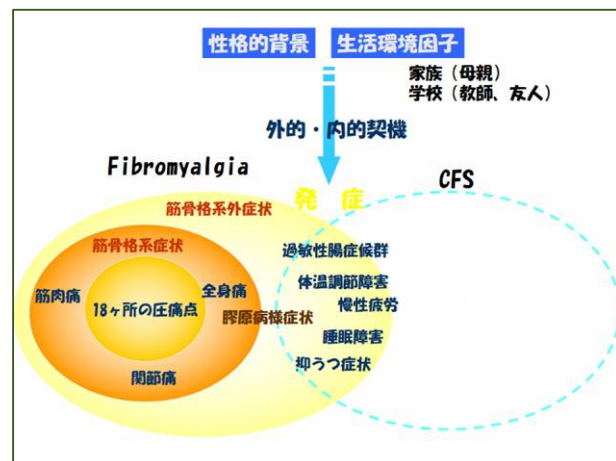 性格的背景 生活環境因子
家族（母親）
学校（教師、友人）
外的・内的契機
Fibromyalgia
CFS
発 症
筋骨格系外症状
筋骨格系症状
過敏性腸症候群
体温調節障害
筋肉痛
全身痛
18ヶ所の圧痛点
慢性疲労
膠原病様症状
睡眠障害
関節痛
抑うつ症状